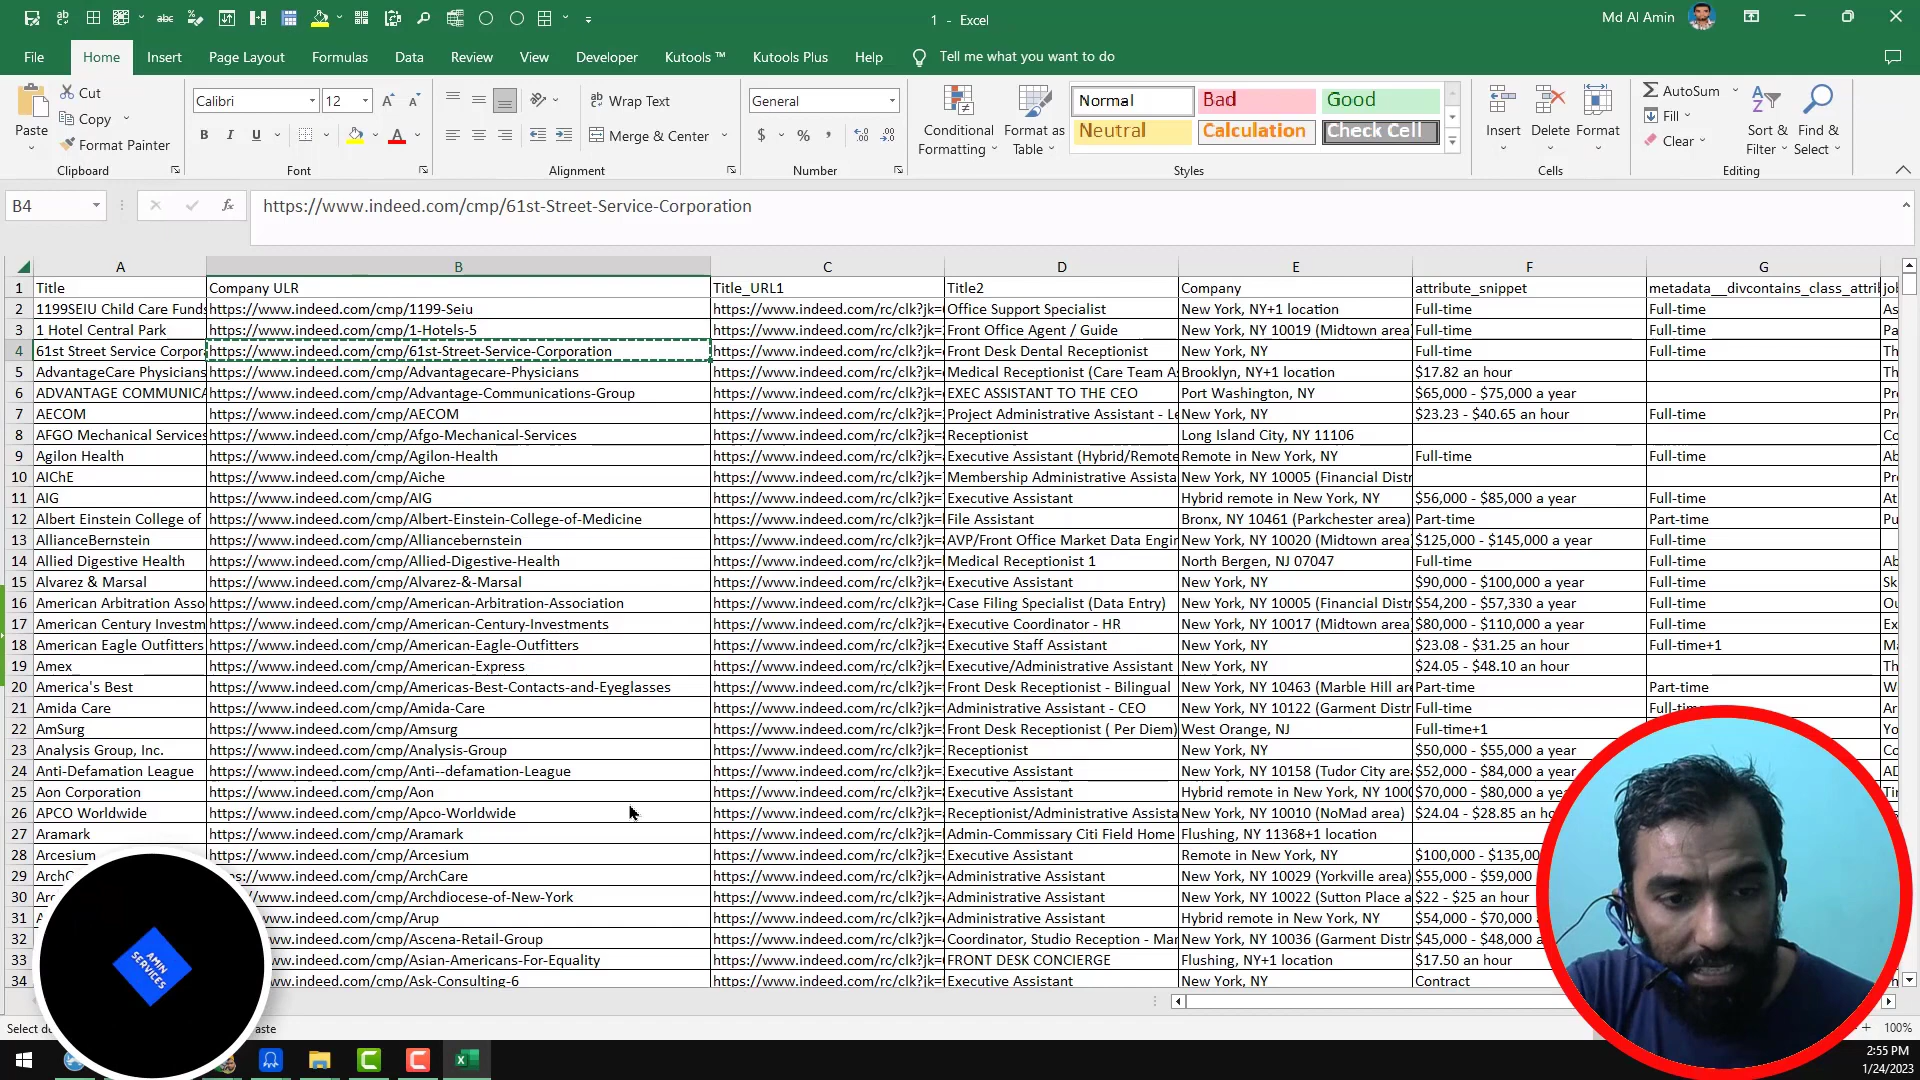 1 - Excel
Md Al Amin
File Home Insert Page Layout Formulas Data Review View Developer Kutools ™ Kutools Plus Help Tell me what you want to do
Paste
Cut
Copy
Format Painter
Clipboard
Calibri 12
B I U
Font
Wrap Text
Merge & Center
Alignment
General
$ % ,
Number
Conditional Formatting
Format as Table
Normal Bad Good
Neutral Calculation Check Cell
Styles
Insert Delete Format
Cells
AutoSum
Fill
Clear
Sort & Filter
Find & Select
Editing
B4 fx https://www.indeed.com/cmp/61st-Street-Service-Corporation
A B C D E F G
1 Title Company ULR Title_URL1 Title2 Company attribute_snippet metadata__divcontains_class_attrib job
2 1199SEIU Child Care Funds https://www.indeed.com/cmp/1199-Seiu https://www.indeed.com/rc/clk?jk= Office Support Specialist New York, NY+1 location Full-time Full-time As
3 1 Hotel Central Park https://www.indeed.com/cmp/1-Hotels-5 https://www.indeed.com/rc/clk?jk= Front Office Agent / Guide New York, NY 10019 (Midtown area) Full-time Full-time Pa
4 61st Street Service Corpor https://www.indeed.com/cmp/61st-Street-Service-Corporation https://www.indeed.com/rc/clk?jk= Front Desk Dental Receptionist New York, NY Full-time Full-time Th
5 AdvantageCare Physicians https://www.indeed.com/cmp/Advantagecare-Physicians https://www.indeed.com/rc/clk?jk= Medical Receptionist (Care Team As Brooklyn, NY+1 location $17.82 an hour Th
6 ADVANTAGE COMMUNICA https://www.indeed.com/cmp/Advantage-Communications-Group https://www.indeed.com/rc/clk?jk= EXEC ASSISTANT TO THE CEO Port Washington, NY $65,000 - $75,000 a year Pro
7 AECOM https://www.indeed.com/cmp/AECOM https://www.indeed.com/rc/clk?jk= Project Administrative Assistant - Le New York, NY $23.23 - $40.65 an hour Full-time Pro
8 AFGO Mechanical Services https://www.indeed.com/cmp/Afgo-Mechanical-Services https://www.indeed.com/rc/clk?jk= Receptionist Long Island City, NY 11106 Co
9 Agilon Health https://www.indeed.com/cmp/Agilon-Health https://www.indeed.com/rc/clk?jk= Executive Assistant (Hybrid/Remote Remote in New York, NY Full-time Full-time Ab
10 AIChE https://www.indeed.com/cmp/Aiche https://www.indeed.com/rc/clk?jk= Membership Administrative Assista New York, NY 10005 (Financial Distr Pro
11 AIG https://www.indeed.com/cmp/AIG https://www.indeed.com/rc/clk?jk= Executive Assistant Hybrid remote in New York, NY $56,000 - $85,000 a year Full-time At
12 Albert Einstein College of https://www.indeed.com/cmp/Albert-Einstein-College-of-Medicine https://www.indeed.com/rc/clk?jk= File Assistant Bronx, NY 10461 (Parkchester area) Part-time Part-time Pu
13 AllianceBernstein https://www.indeed.com/cmp/Alliancebernstein https://www.indeed.com/rc/clk?jk= AVP/Front Office Market Data Engin New York, NY 10020 (Midtown area) $125,000 - $145,000 a year Full-time
14 Allied Digestive Health https://www.indeed.com/cmp/Allied-Digestive-Health https://www.indeed.com/rc/clk?jk= Medical Receptionist 1 North Bergen, NJ 07047 Full-time Full-time Ab
15 Alvarez & Marsal https://www.indeed.com/cmp/Alvarez-&-Marsal https://www.indeed.com/rc/clk?jk= Executive Assistant New York, NY $90,000 - $100,000 a year Full-time Sk
16 American Arbitration Asso https://www.indeed.com/cmp/American-Arbitration-Association https://www.indeed.com/rc/clk?jk= Case Filing Specialist (Data Entry) New York, NY 10005 (Financial Distr $54,200 - $57,330 a year Full-time Ou
17 American Century Investm https://www.indeed.com/cmp/American-Century-Investments https://www.indeed.com/rc/clk?jk= Executive Coordinator - HR New York, NY 10017 (Midtown area) $80,000 - $110,000 a year Full-time Ex
18 American Eagle Outfitters https://www.indeed.com/cmp/American-Eagle-Outfitters https://www.indeed.com/rc/clk?jk= Executive Staff Assistant New York, NY $23.08 - $31.25 an hour Full-time+1 Ma
19 Amex https://www.indeed.com/cmp/American-Express https://www.indeed.com/rc/clk?jk= Executive/Administrative Assistant New York, NY $24.05 - $48.10 an hour Th
20 America's Best https://www.indeed.com/cmp/Americas-Best-Contacts-and-Eyeglasses https://www.indeed.com/rc/clk?jk= Front Desk Receptionist - Bilingual New York, NY 10463 (Marble Hill are Part-time Part-time W
21 Amida Care https://www.indeed.com/cmp/Amida-Care https://www.indeed.com/rc/clk?jk= Administrative Assistant - CEO New York, NY 10122 (Garment Distr Full-time Full-time Ar
22 AmSurg https://www.indeed.com/cmp/Amsurg https://www.indeed.com/rc/clk?jk= Front Desk Receptionist ( Per Diem) West Orange, NJ Full-time+1 Yo
23 Analysis Group, Inc. https://www.indeed.com/cmp/Analysis-Group https://www.indeed.com/rc/clk?jk= Receptionist New York, NY $50,000 - $55,000 a year Co
24 Anti-Defamation League https://www.indeed.com/cmp/Anti--defamation-League https://www.indeed.com/rc/clk?jk= Executive Assistant New York, NY 10158 (Tudor City area $52,000 - $84,000 a year AD
25 Aon Corporation https://www.indeed.com/cmp/Aon https://www.indeed.com/rc/clk?jk= Executive Assistant Hybrid remote in New York, NY 1000 $70,000 - $80,000 a year Tir
26 APCO Worldwide https://www.indeed.com/cmp/Apco-Worldwide https://www.indeed.com/rc/clk?jk= Receptionist/Administrative Assista New York, NY 10010 (NoMad area) $24.04 - $28.85 an ho
27 Aramark https://www.indeed.com/cmp/Aramark https://www.indeed.com/rc/clk?jk= Admin-Commissary Citi Field Home Flushing, NY 11368+1 location
28 Arcesium https://www.indeed.com/cmp/Arcesium https://www.indeed.com/rc/clk?jk= Executive Assistant Remote in New York, NY $100,000 - $135,00
29 ArchC https://www.indeed.com/cmp/ArchCare https://www.indeed.com/rc/clk?jk= Administrative Assistant New York, NY 10029 (Yorkville area) $55,000 - $59,000
30 Arc www.indeed.com/cmp/Archdiocese-of-New-York https://www.indeed.com/rc/clk?jk= Administrative Assistant New York, NY 10022 (Sutton Place a $22 - $25 an hour
31 A www.indeed.com/cmp/Arup https://www.indeed.com/rc/clk?jk= Administrative Assistant Hybrid remote in New York, NY $54,000 - $70,000
32 www.indeed.com/cmp/Ascena-Retail-Group https://www.indeed.com/rc/clk?jk= Coordinator, Studio Reception - Mar New York, NY 10036 (Garment Distr $45,000 - $48,000
33 www.indeed.com/cmp/Asian-Americans-For-Equality https://www.indeed.com/rc/clk?jk= FRONT DESK CONCIERGE Flushing, NY+1 location $17.50 an hour
34 www.indeed.com/cmp/Ask-Consulting-6 https://www.indeed.com/rc/clk?jk= Executive Assistant New York, NY Contract
AMIN
SERVICES
Select de aste
100%
2:55 PM
1/24/2023